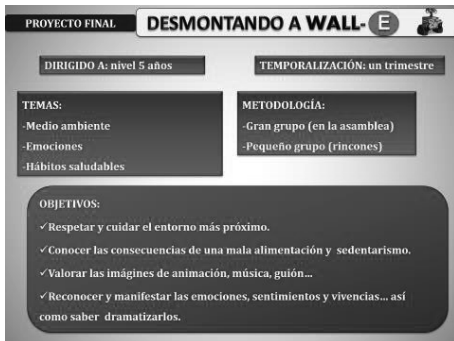 PROYECTO FINAL
DESMONTANDO A WALL-E
DIRIGIDO A: nivel 5 años
TEMPORALIZACIÓN: un trimestre
TEMAS:
-Medio ambiente
-Emociones
-Hábitos saludables
METODOLOGÍA:
-Gran grupo (en la asamblea)
-Pequeño grupo (rincones)
OBJETIVOS:
✓Respetar y cuidar el entorno más próximo.
✓Conocer las consecuencias de una mala alimentación y sedentarismo.
✓Valorar las imágines de animación, música, guión...
✓Reconocer y manifestar las emociones, sentimientos y vivencias... así
como saber dramatizarlos.